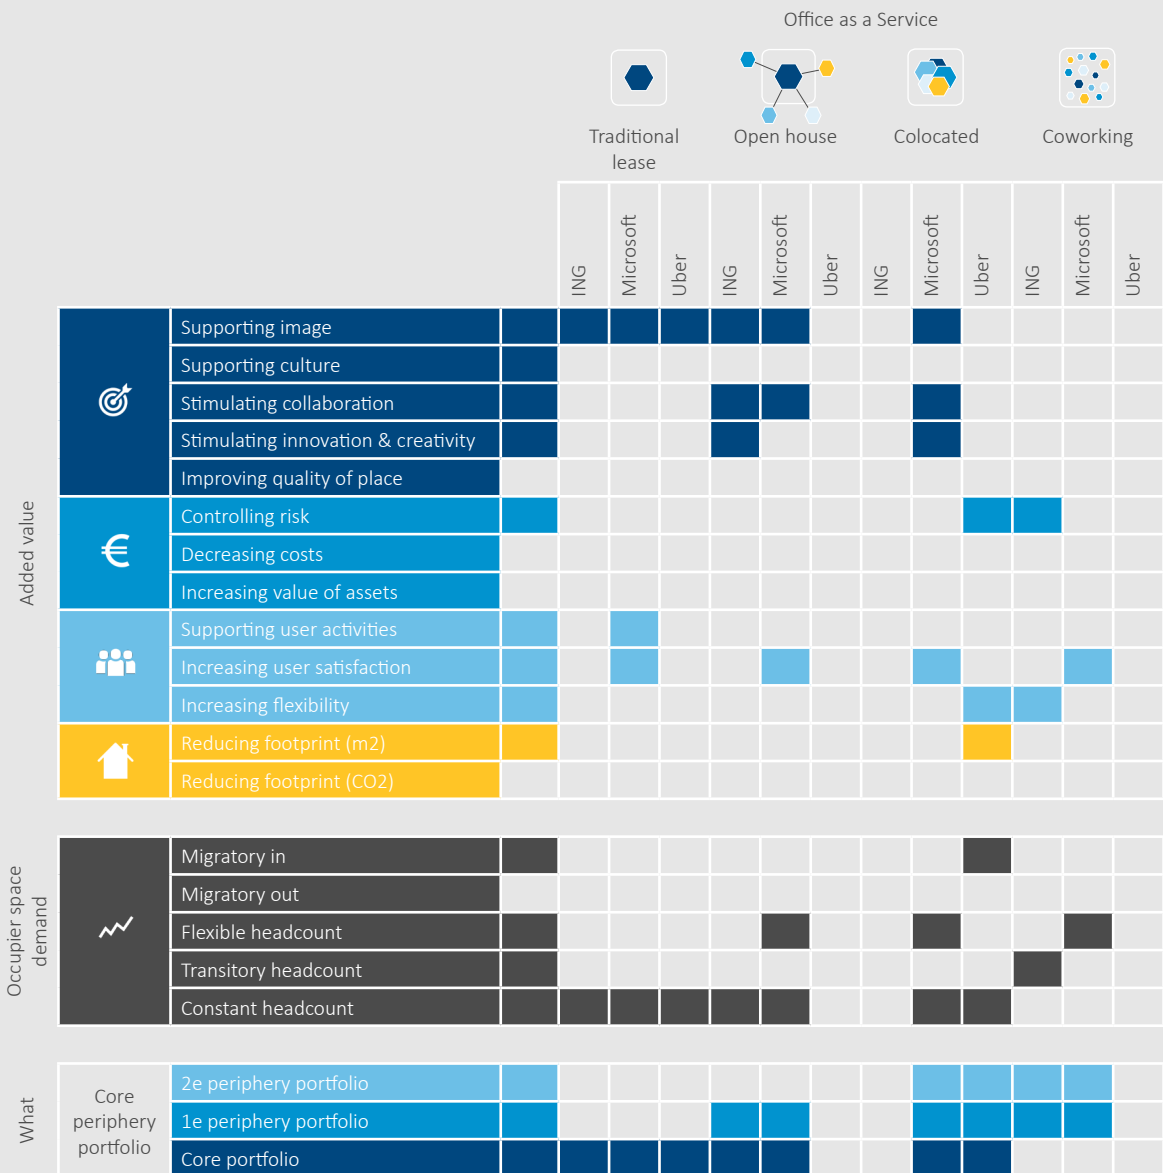 Office as a Service
Traditional
lease
Open house
Colocated
Coworking
ING
Microsoft
Uber
ING
Microsoft
Uber
ING
Microsoft
Uber
ING
Microsoft
Uber
Added value
Supporting image
Supporting culture
Stimulating collaboration
Stimulating innovation & creativity
Improving quality of place
€
Controlling risk
Decreasing costs
Increasing value of assets
Supporting user activities
Increasing user satisfaction
Increasing flexibility
Reducing footprint (m2)
Reducing footprint (CO2)
Occupier space
demand
Migratory in
Migratory out
Flexible headcount
Transitory headcount
Constant headcount
What
Core
periphery
portfolio
2e periphery portfolio
1e periphery portfolio
Core portfolio